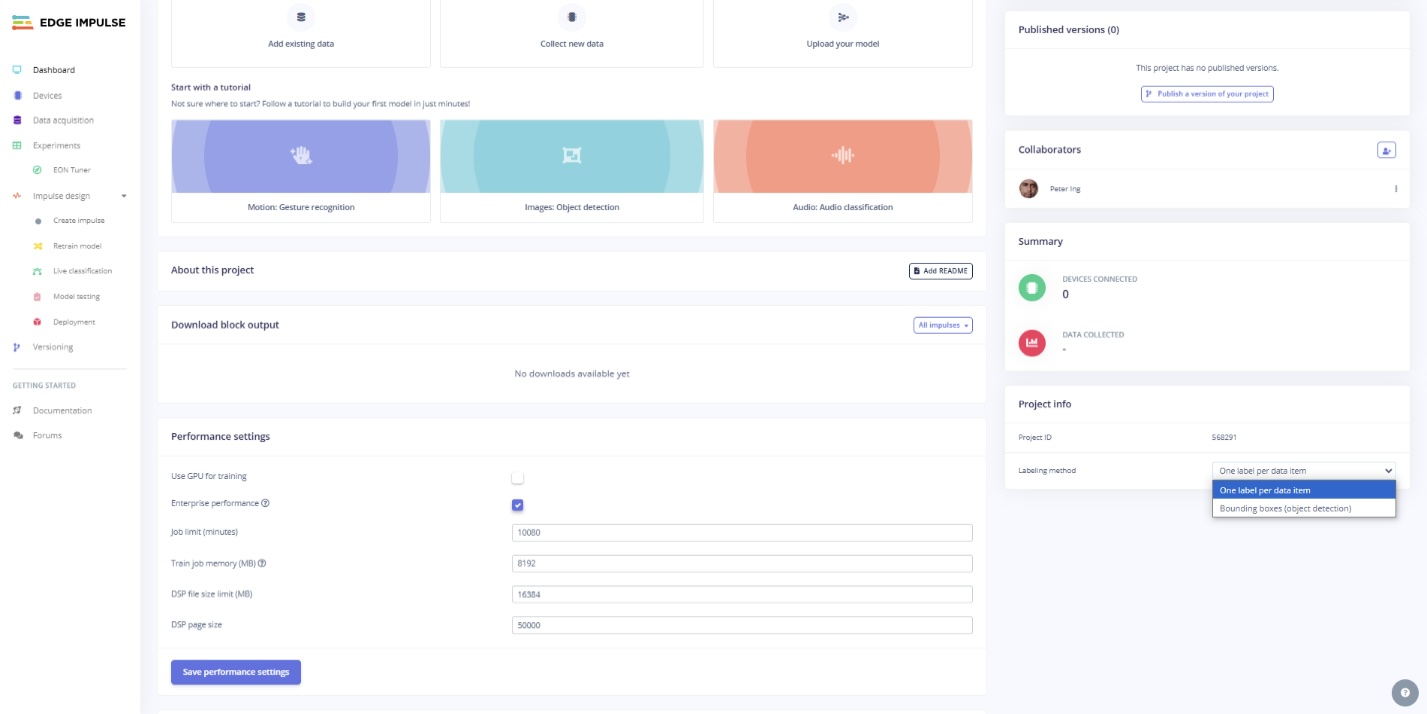 EDGE IMPULSE
Dashboard
Devices
Data acquisition
Experiments
EON Tuner
Impulse design
Create impulse
Retrain model
Live classification
Model testing
Deployment
Versioning
GETTING STARTED
Documentation
Forums
Add existing data
Collect new data
Upload your model
Start with a tutorial
Not sure where to start? Follow a tutorial to build your first model in just minutes!
Motion: Gesture recognition
Images: Object detection
Audio: Audio classification
About this project
Add README
Download block output
All impulses
No downloads available yet
Performance settings
Use GPU for training
Enterprise performance
Job limit (minutes)
10080
Train job memory (MB)
8192
DSP file size limit (MB)
16384
DSP page size
50000
Save performance settings
Published versions (0)
This project has no published versions.
Publish a version of your project
Collaborators
Peter Ing
Summary
DEVICES CONNECTED
0
DATA COLLECTED
-
Project info
Project ID
568291
Labeling method
One label per data item
One label per data item
Bounding boxes (object detection)